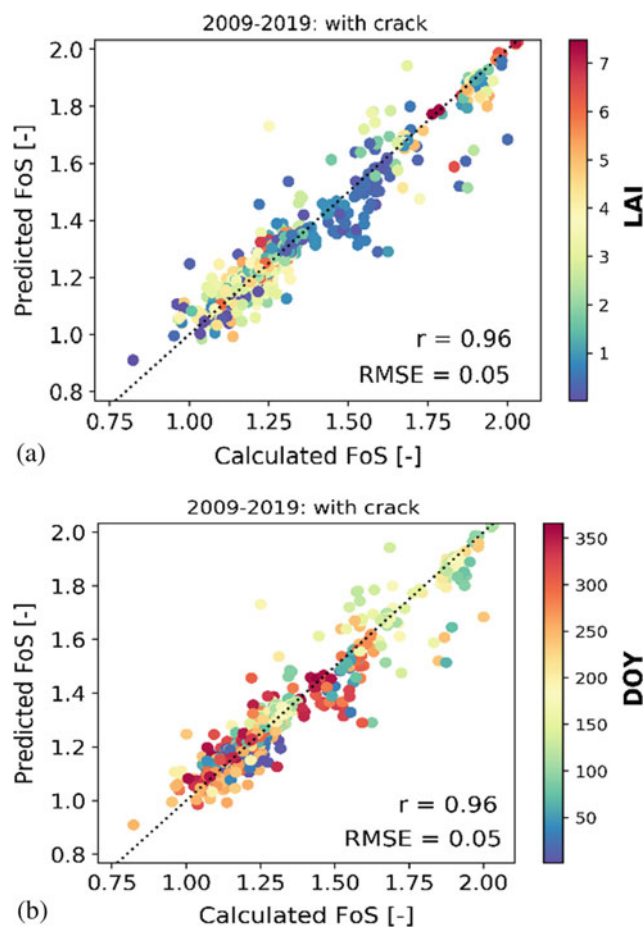 2009-2019: with crack
2.0
1.8
1.6
1.4
1.2
1.0
0.8
Predicted FoS [-]
r = 0.96
RMSE = 0.05
0.75 1.00 1.25 1.50 1.75 2.00
Calculated FoS [-]
7
6
5
4
3
2
1
LAI
(a)
2009-2019: with crack
2.0
1.8
1.6
1.4
1.2
1.0
0.8
Predicted FoS [-]
r = 0.96
RMSE = 0.05
0.75 1.00 1.25 1.50 1.75 2.00
Calculated FoS [-]
350
300
250
200
150
100
50
DOY
(b)